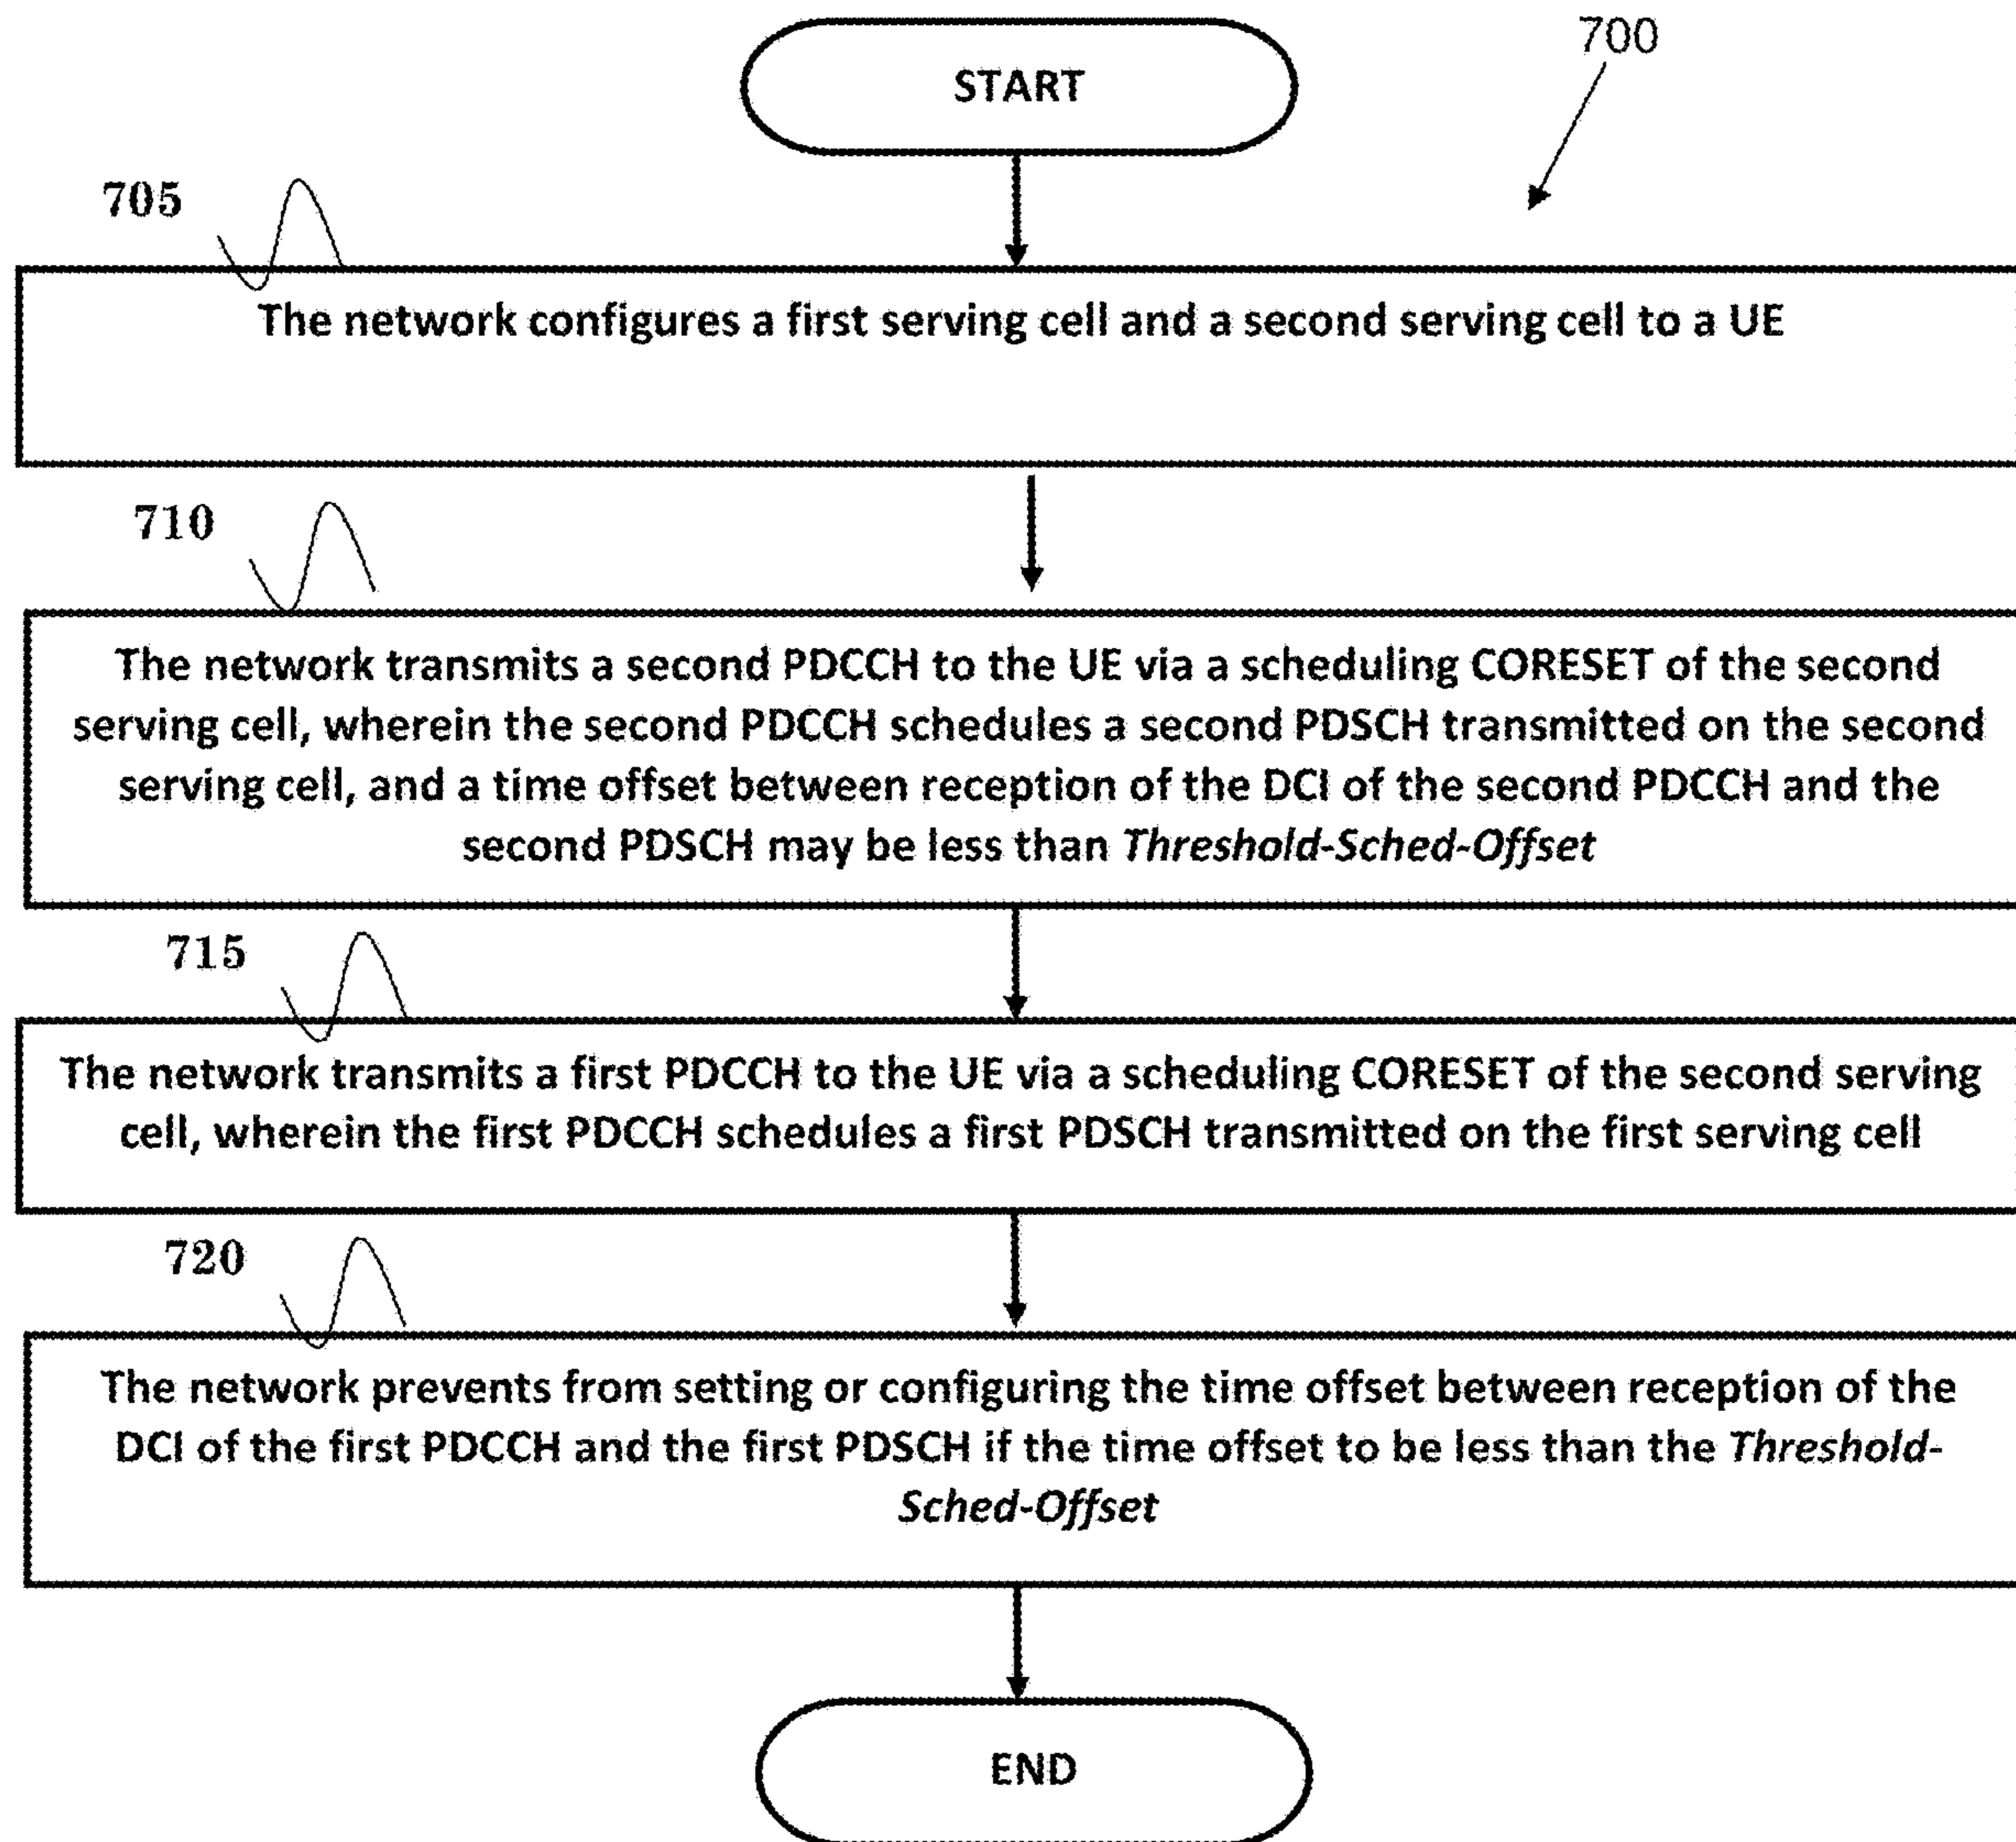 START
700
705
The network configures a first serving cell and a second serving cell to a UE
710
The network transmits a second PDCCH to the UE via a scheduling CORESET of the second
serving cell, wherein the second PDCCH schedules a second PDSCH transmitted on the second
serving cell, and a time offset between reception of the DCI of the second PDCCH and the
second PDSCH may be less than Threshold-Sched-Offset
715
The network transmits a first PDCCH to the UE via a scheduling CORESET of the second serving
cell, wherein the first PDCCH schedules a first PDSCH transmitted on the first serving cell
720
The network prevents from setting or configuring the time offset between reception of the
DCI of the first PDCCH and the first PDSCH if the time offset to be less than the Threshold-
Sched-Offset
END